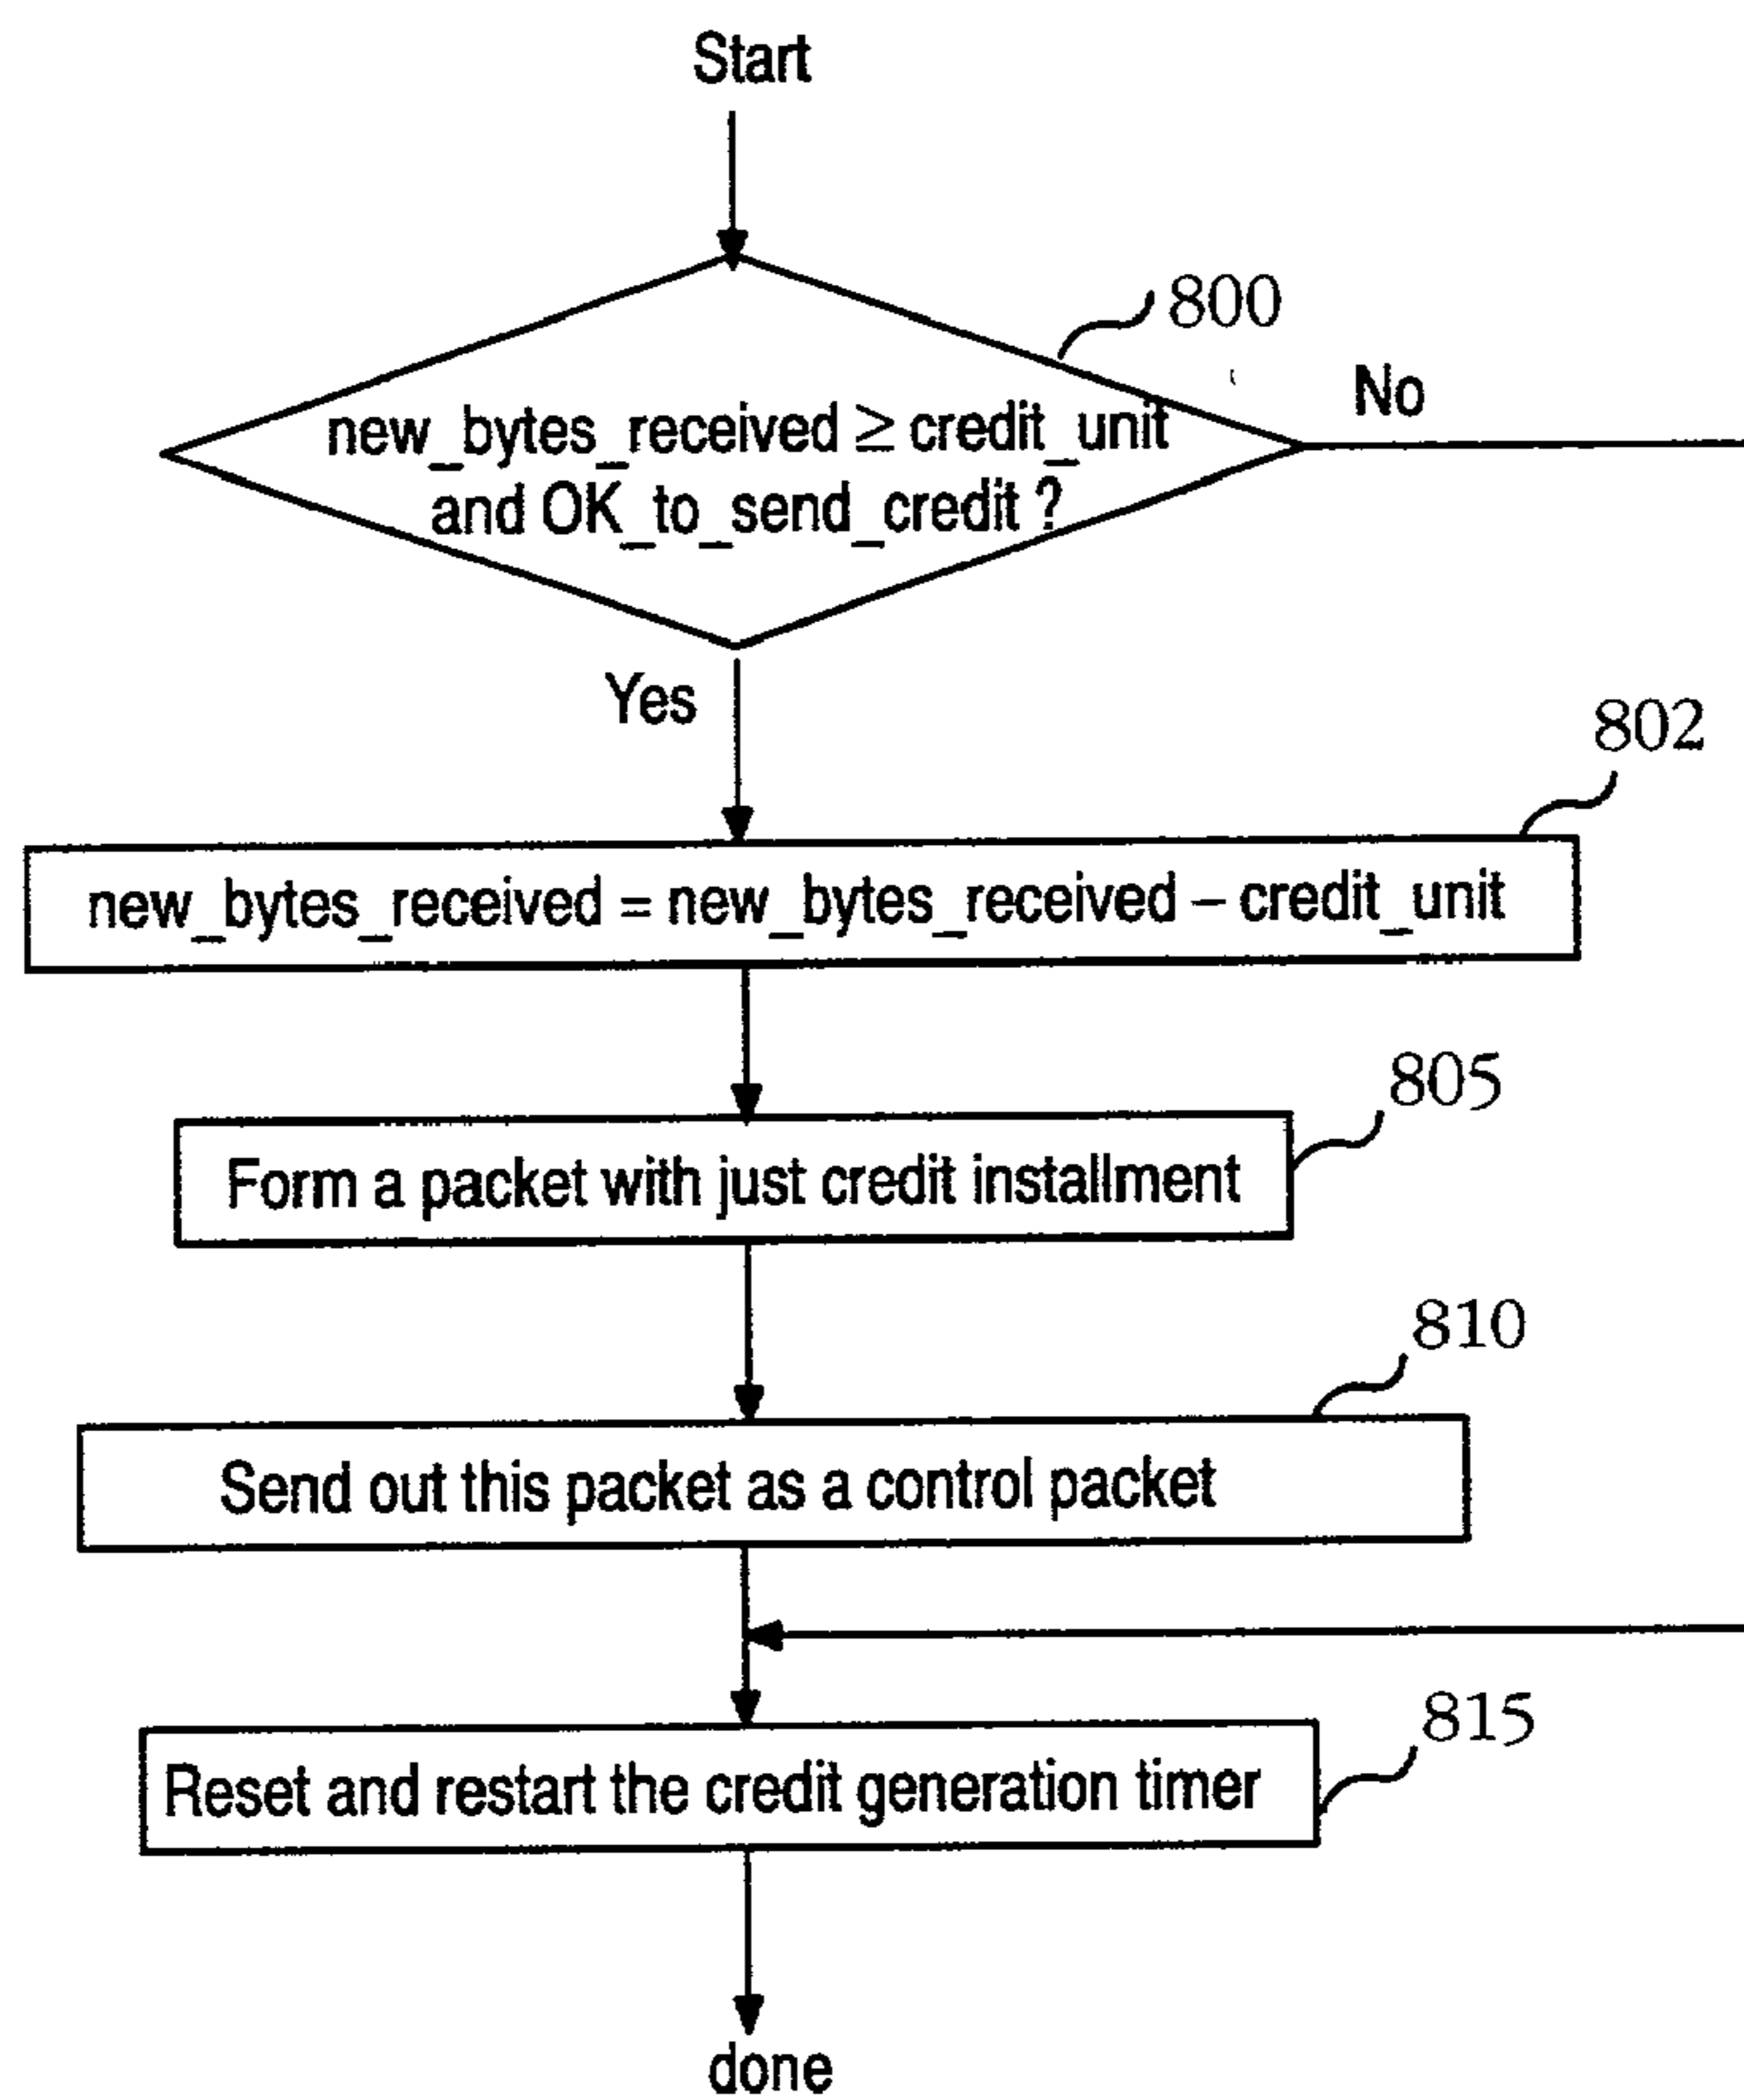 Start
800
No
new_bytes_received ≥ credit_unit
and OK_to_send_credit ?
Yes
802
new_bytes_received = new_bytes_received – credit_unit
805
Form a packet with just credit installment
810
Send out this packet as a control packet
815
Reset and restart the credit generation timer
done